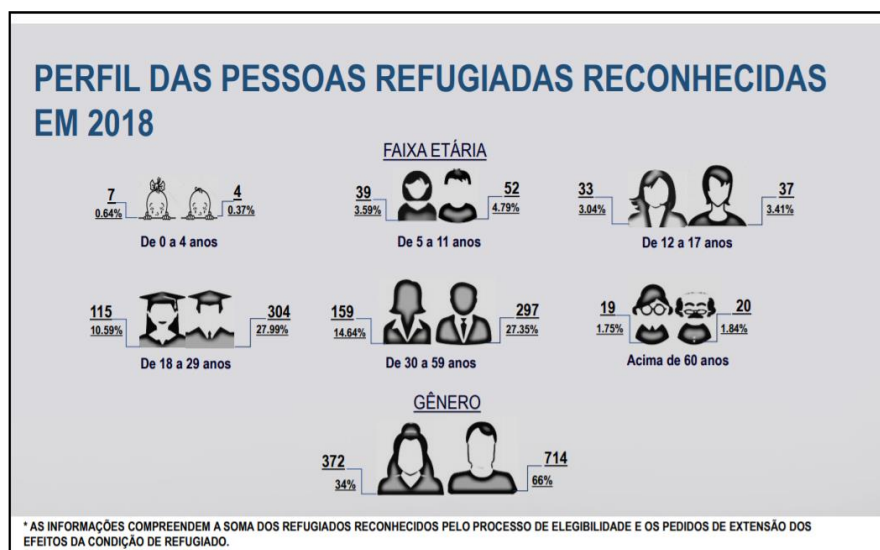 PERFIL DAS PESSOAS REFUGIADAS RECONHECIDAS
EM 2018
FAIXA ETÁRIA
7
0.64%
4
0.37%
De 0 a 4 anos
39
3.59%
52
4.79%
De 5 a 11 anos
33
3.04%
37
3.41%
De 12 a 17 anos
115
10.59%
304
27.99%
De 18 a 29 anos
159
14.64%
297
27.35%
De 30 a 59 anos
19
1.75%
20
1.84%
Acima de 60 anos
GÊNERO
372
34%
714
66%
* AS INFORMAÇÕES COMPREENDEM A SOMA DOS REFUGIADOS RECONHECIDOS PELO PROCESSO DE ELEGIBILIDADE E OS PEDIDOS DE EXTENSÃO DOS
EFEITOS DA CONDIÇÃO DE REFUGIADO.